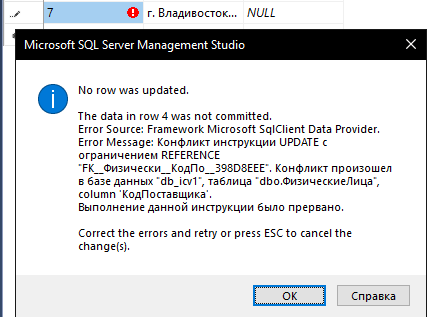 7 г. Владивосток... NULL
Microsoft SQL Server Management Studio
No row was updated.
The data in row 4 was not committed.
Error Source: Framework Microsoft SqlClient Data Provider.
Error Message: Конфликт инструкции UPDATE с
ограничением REFERENCE
"FK__Физически__КодПо__398D8EEE". Конфликт произошел
в базе данных "db_icv1", таблица "dbo.ФизическиеЛица",
column 'КодПоставщика'.
Выполнение данной инструкции было прервано.
Correct the errors and retry or press ESC to cancel the
change(s).
OK Справка